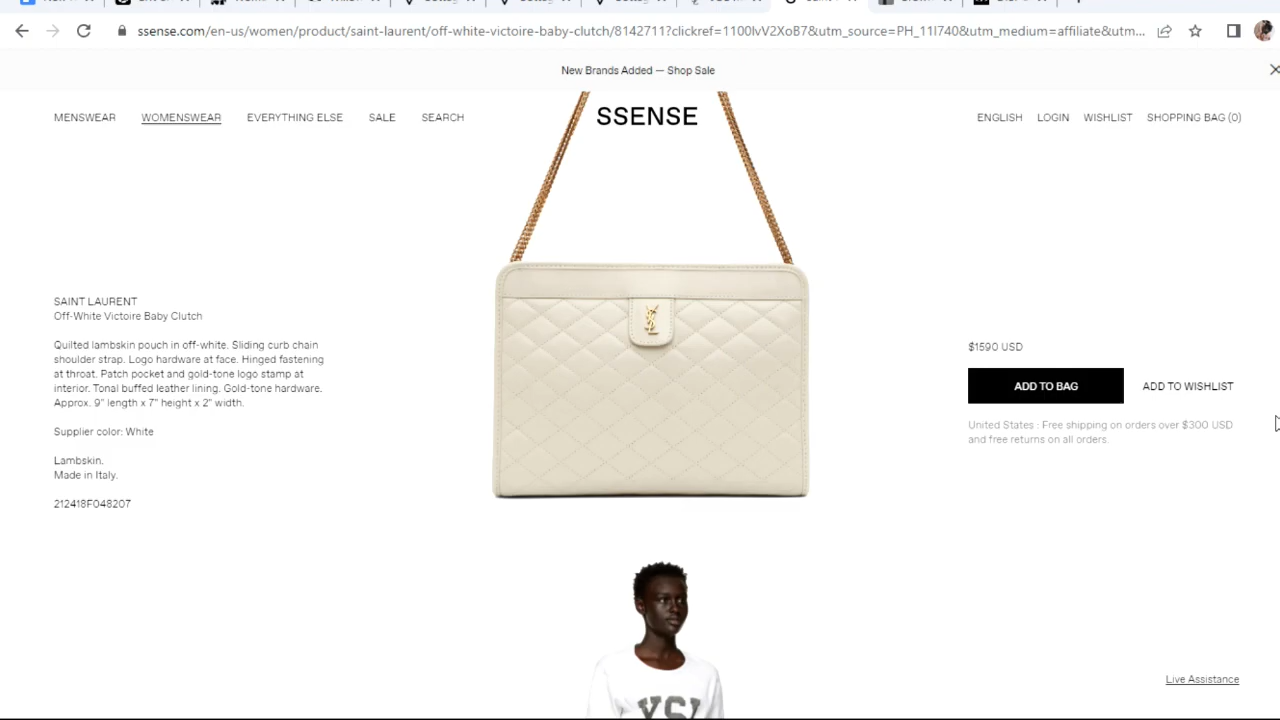 ssense.com/en-us/women/product/saint-laurent/off-white-victoire-baby-clutch/8142711?clickref=1100lvV2XoB7&utm_source=PH_11l740&utm_medium=affiliate&utm...
New Brands Added — Shop Sale
MENSWEAR WOMENSWEAR EVERYTHING ELSE SALE SEARCH SSENSE ENGLISH LOGIN WISHLIST SHOPPING BAG (0)
SAINT LAURENT
Off-White Victoire Baby Clutch
Quilted lambskin pouch in off-white. Sliding curb chain
shoulder strap. Logo hardware at face. Hinged fastening
at throat. Patch pocket and gold-tone logo stamp at
interior. Tonal buffed leather lining. Gold-tone hardware.
Approx. 9" length x 7" height x 2" width.
Supplier color: White
Lambskin.
Made in Italy.
212418F048207
YSL
$1590 USD
ADD TO BAG ADD TO WISHLIST
United States : Free shipping on orders over $300 USD
and free returns on all orders.
YSL
Live Assistance